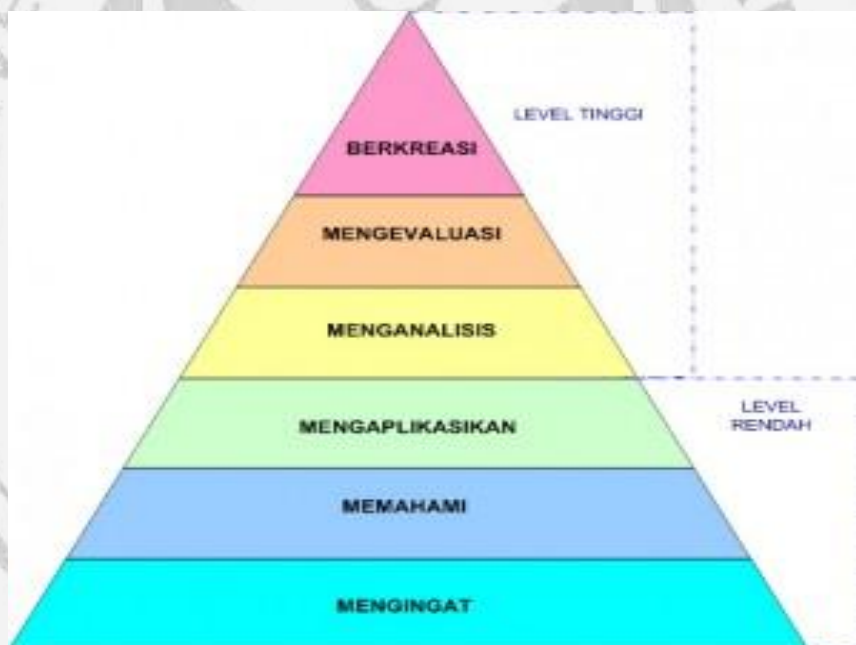 LEVEL TINGGI
BERKREASI
MENGEVALUASI
MENGANALISIS
LEVEL
RENDAH
MENGAPLIKASIKAN
MEMAHAMI
MENGINGAT